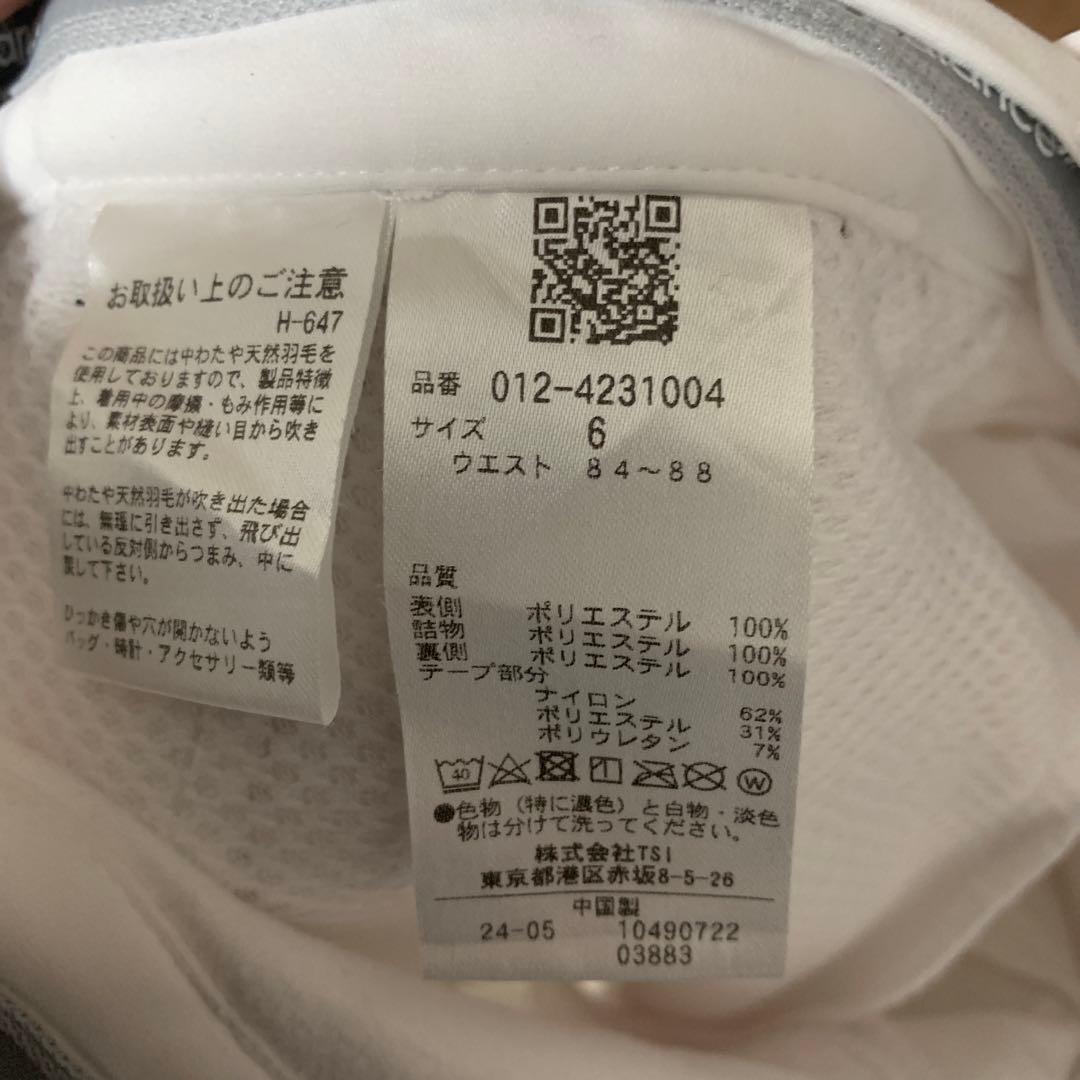 ance
お取扱い上のご注意
H-647
この商品には中わたや天然羽毛を
使用しておりますので、製品特徴
上、着用中の摩擦・もみ作用等に
より、素材表面や縫い目から吹き
出すことがあります。
中わたや天然羽毛が吹き出た場合
には、無理に引き出さず、飛び出
している反対側からつまみ、中に
戻して下さい。
ひっかき傷や穴が開かないよう
バッグ・時計・アクセサリー類等
品番 012-4231004
サイズ 6
ウエスト 84～88
品質
表側 ポリエステル 100%
詰物 ポリエステル 100%
裏側 ポリエステル 100%
テープ部分
ナイロン 62%
ポリエステル 31%
ポリウレタン 7%
40 W
●色物（特に濃色）と白物・淡色
物は分けて洗ってください。
株式会社TSI
東京都港区赤坂8-5-26
中国製
24-05 10490722
03883